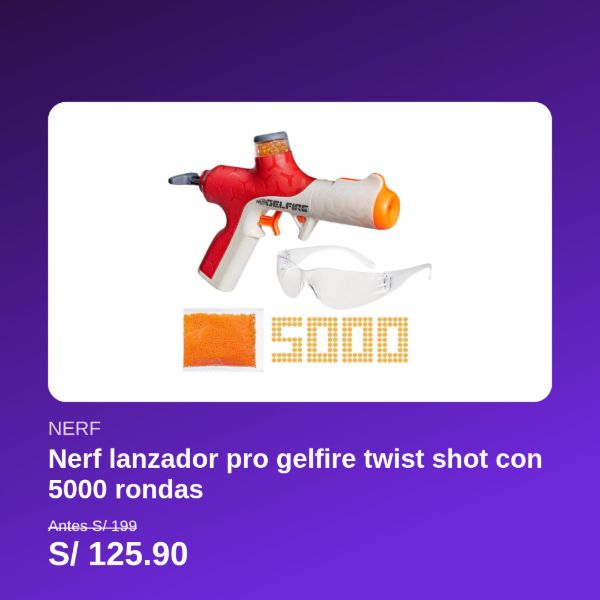 GELFIRE
5000
NERF
Nerf lanzador pro gelfire twist shot con
5000 rondas
Antes S/ 199
S/ 125.90